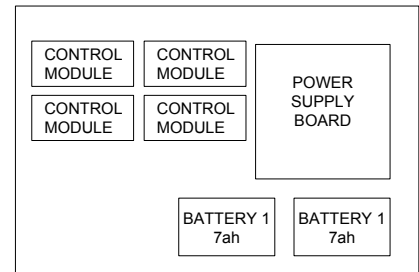 CONTROL
MODULE
CONTROL
MODULE
CONTROL
MODULE
CONTROL
MODULE
POWER
SUPPLY
BOARD
BATTERY 1
7ah
BATTERY 1
7ah